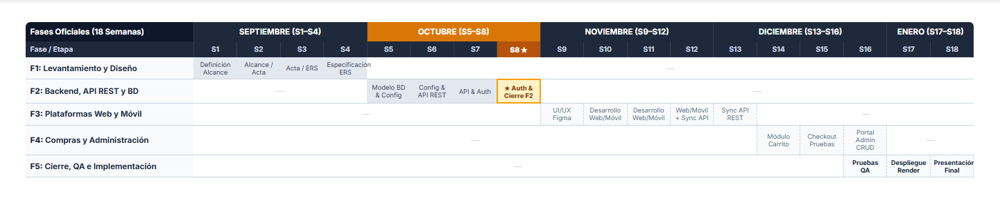 Fases Oficiales (18 Semanas) SEPTIEMBRE (S1–S4) OCTUBRE (S5–S8) NOVIEMBRE (S9–S12) DICIEMBRE (S13–S16) ENERO (S17–S18)
Fase / Etapa S1 S2 S3 S4 S5 S6 S7 S8 ★ S9 S10 S11 S12 S13 S14 S15 S16 S17 S18
F1: Levantamiento y Diseño
Definición
Alcance
Alcance /
Acta
Acta / ERS
Especificación
ERS
—
F2: Backend, API REST y BD
—
Modelo BD
& Config
Config &
API REST
API & Auth
★ Auth &
Cierre F2
—
F3: Plataformas Web y Móvil
—
UI/UX
Figma
Desarrollo
Web/Móvil
Desarrollo
Web/Móvil
Web/Móvil
+ Sync API
Sync API
REST
—
F4: Compras y Administración
—
Módulo
Carrito
Checkout
Pruebas
Portal
Admin
CRUD
—
F5: Cierre, QA e Implementación
—
Pruebas
QA
Despliegue
Render
Presentación
Final